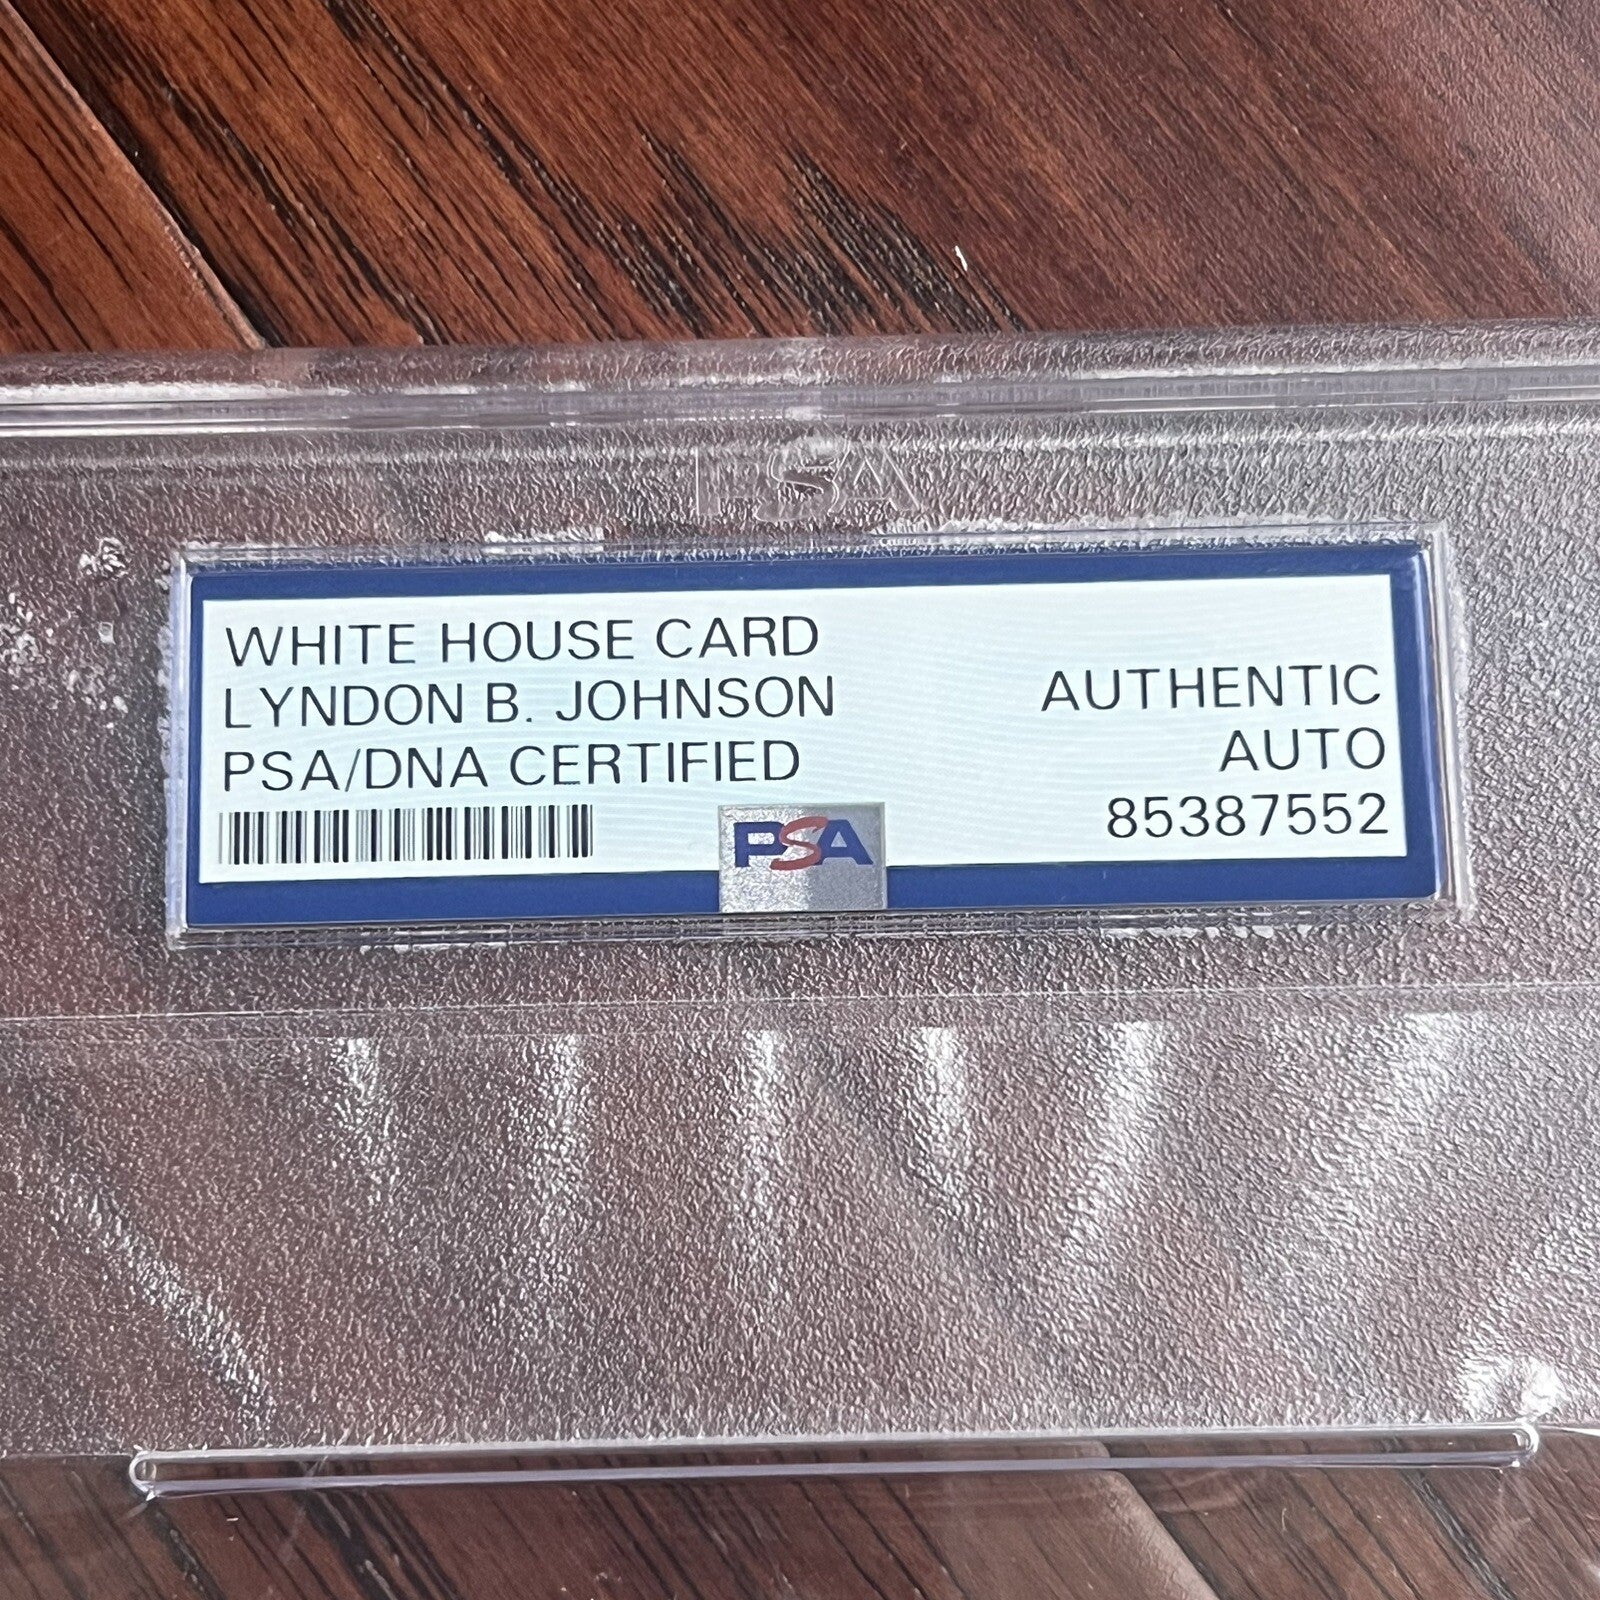 PSA
WHITE HOUSE CARD
LYNDON B. JOHNSON
PSA/DNA CERTIFIED
AUTHENTIC
AUTO
85387552
PSA